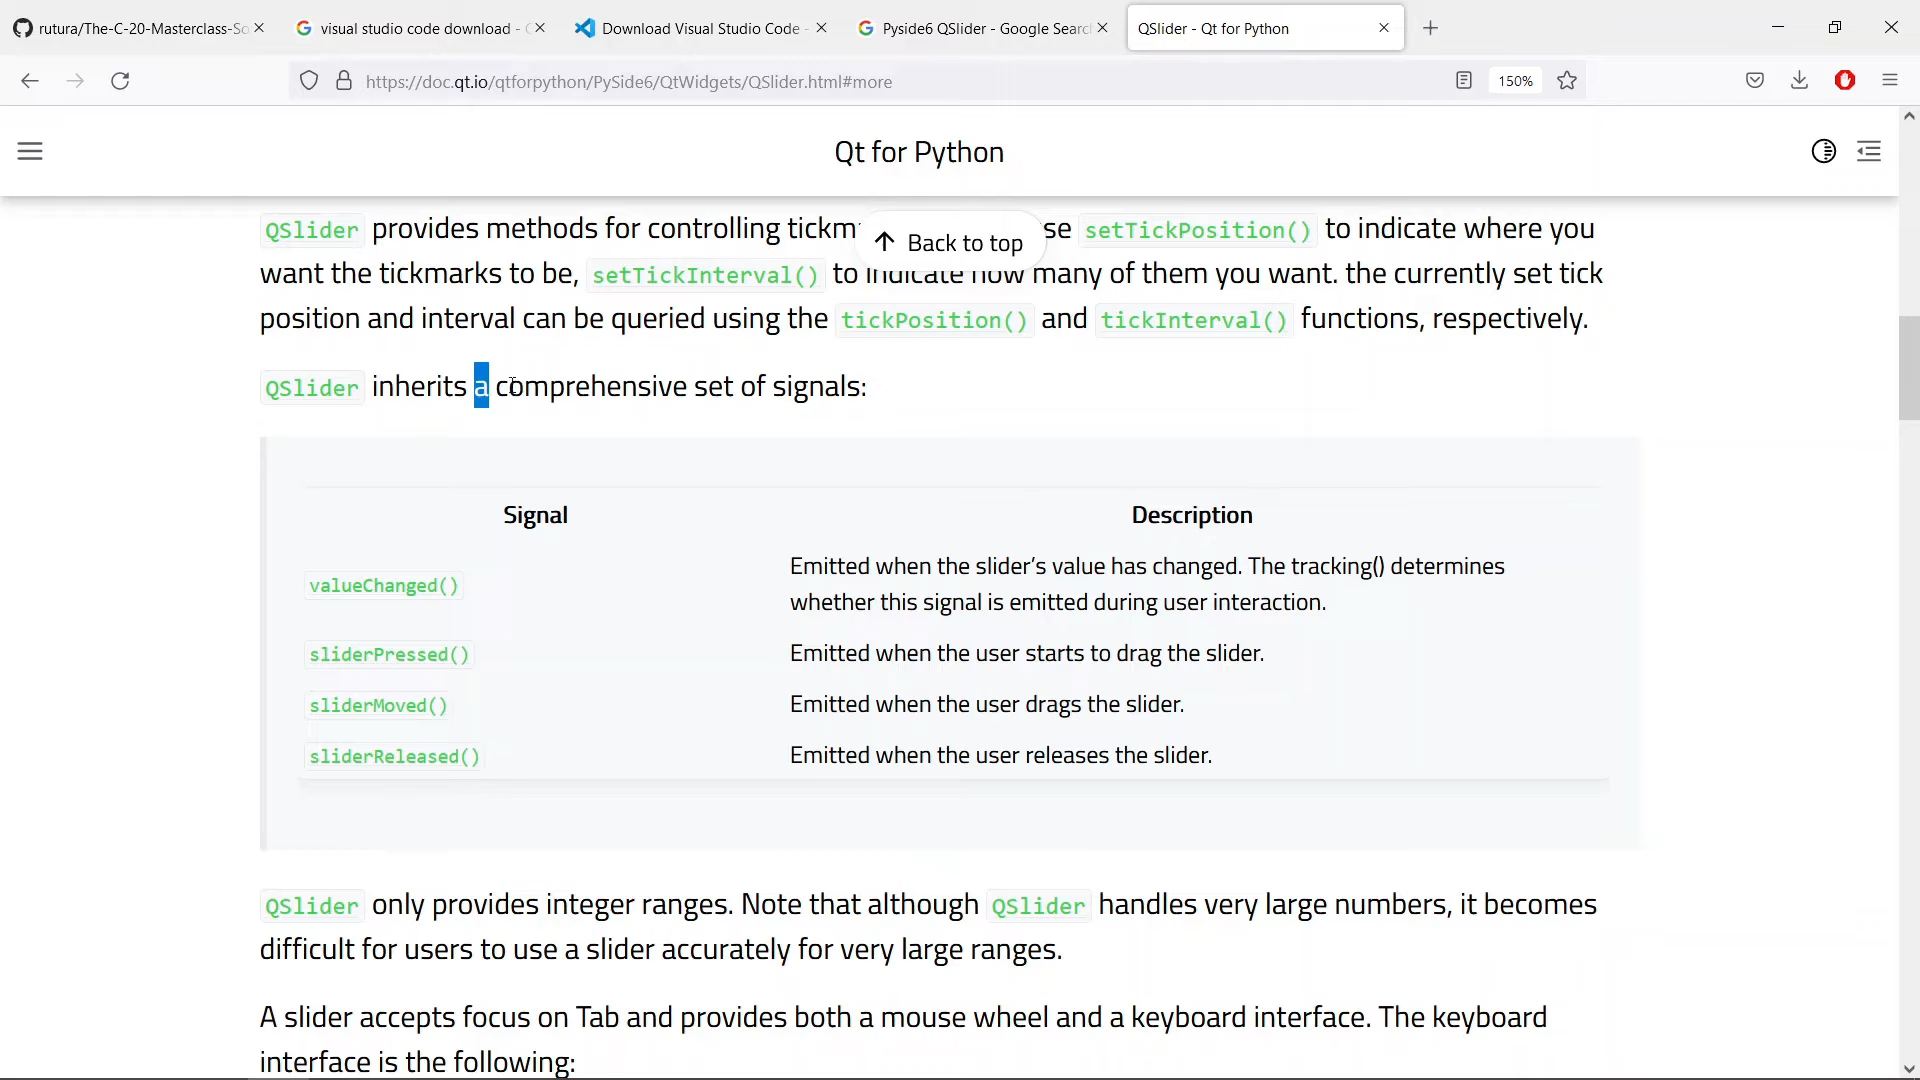 rutura/The-C-20-Masterclass-So
visual studio code download -
Download Visual Studio Code -
Pyside6 QSlider - Google Searc
QSlider - Qt for Python
https://doc.qt.io/qtforpython/PySide6/QtWidgets/QSlider.html#more
150%
Qt for Python
QSlider provides methods for controlling tickm se setTickPosition() to indicate where you
Back to top
want the tickmarks to be, setTickInterval() to indicate how many of them you want. the currently set tick
position and interval can be queried using the tickPosition() and tickInterval() functions, respectively.
QSlider inherits a comprehensive set of signals:
Signal Description
valueChanged() Emitted when the slider’s value has changed. The tracking() determines
whether this signal is emitted during user interaction.
sliderPressed() Emitted when the user starts to drag the slider.
sliderMoved() Emitted when the user drags the slider.
sliderReleased() Emitted when the user releases the slider.
QSlider only provides integer ranges. Note that although QSlider handles very large numbers, it becomes
difficult for users to use a slider accurately for very large ranges.
A slider accepts focus on Tab and provides both a mouse wheel and a keyboard interface. The keyboard
interface is the following: